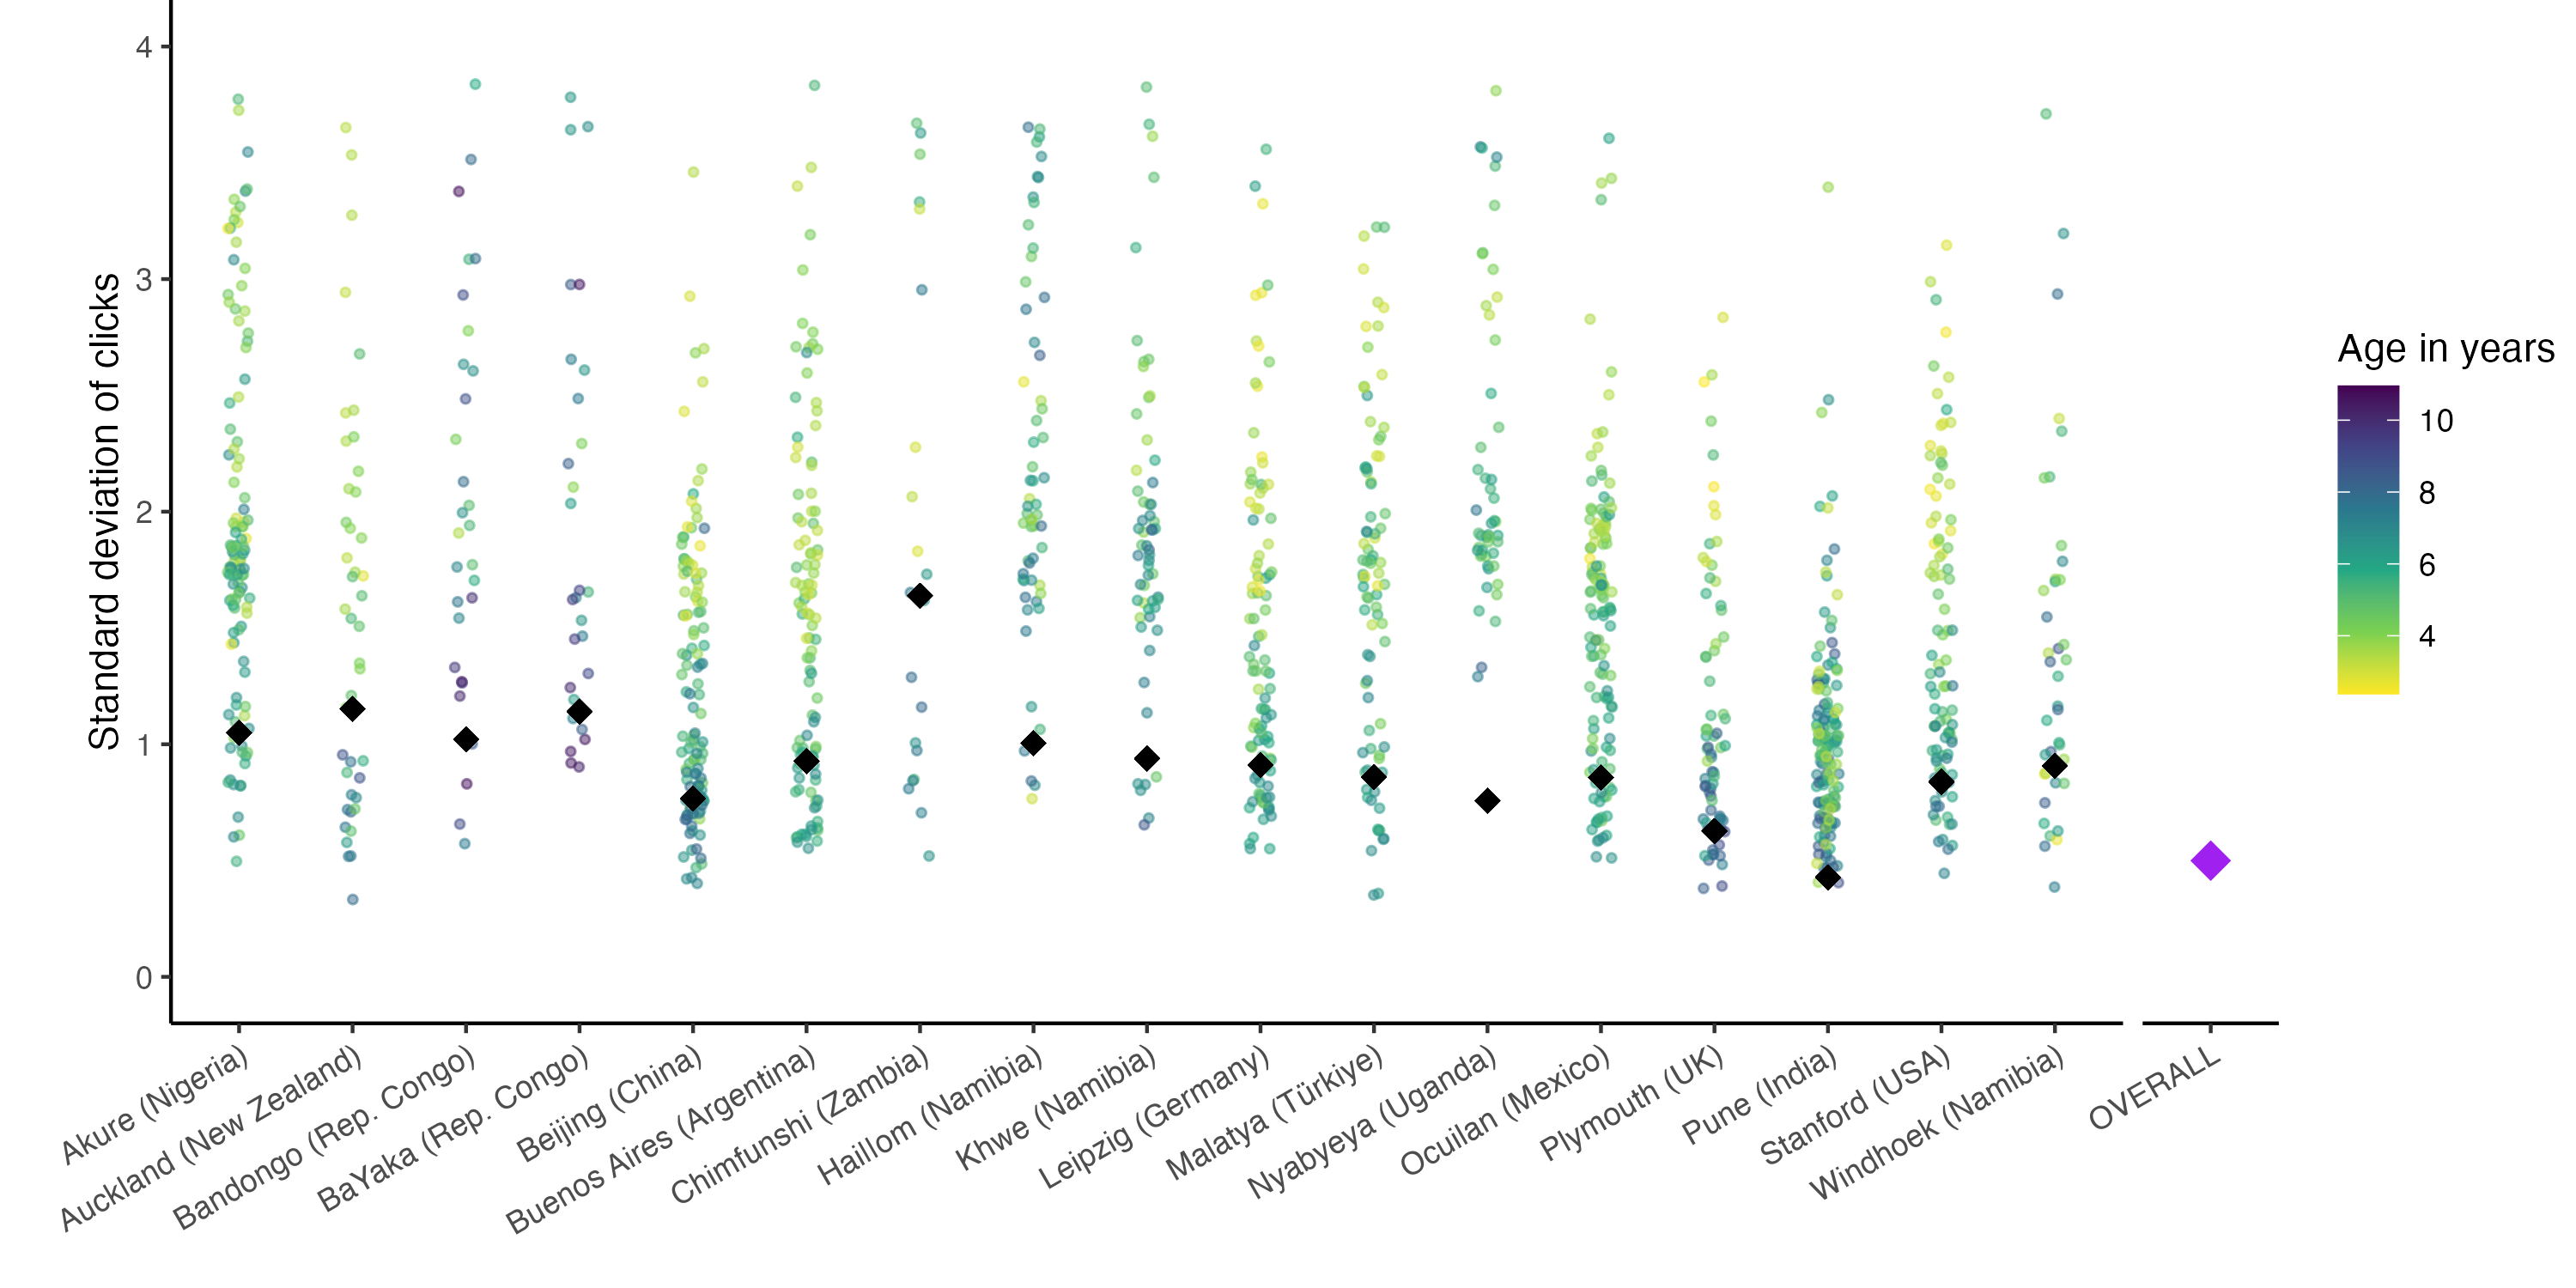 Standard deviation of clicks
4
3
2
1
0
Akure (Nigeria)
Auckland (New Zealand)
Bandongo (Rep. Congo)
BaYaka (Rep. Congo)
Beijing (China)
Buenos Aires (Argentina)
Chimfunshi (Zambia)
Haillom (Namibia)
Khwe (Namibia)
Leipzig (Germany)
Malatya (Türkiye)
Nyabyeya (Uganda)
Ocuilan (Mexico)
Plymouth (UK)
Pune (India)
Stanford (USA)
Windhoek (Namibia)
OVERALL
Age in years
10
8
6
4